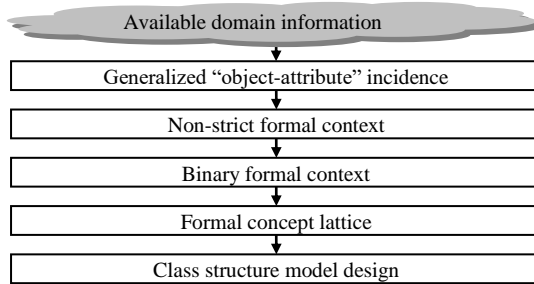 Available domain information
Generalized “object-attribute” incidence
Non-strict formal context
Binary formal context
Formal concept lattice
Class structure model design